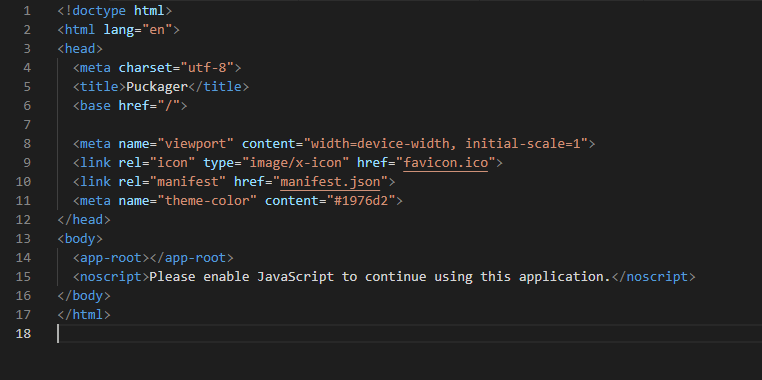 1 <!doctype html>
2 <html lang="en">
3 <head>
4   <meta charset="utf-8">
5   <title>Puckager</title>
6   <base href="/">
7
8   <meta name="viewport" content="width=device-width, initial-scale=1">
9   <link rel="icon" type="image/x-icon" href="favicon.ico">
10   <link rel="manifest" href="manifest.json">
11   <meta name="theme-color" content="#1976d2">
12 </head>
13 <body>
14   <app-root></app-root>
15   <noscript>Please enable JavaScript to continue using this application.</noscript>
16 </body>
17 </html>
18